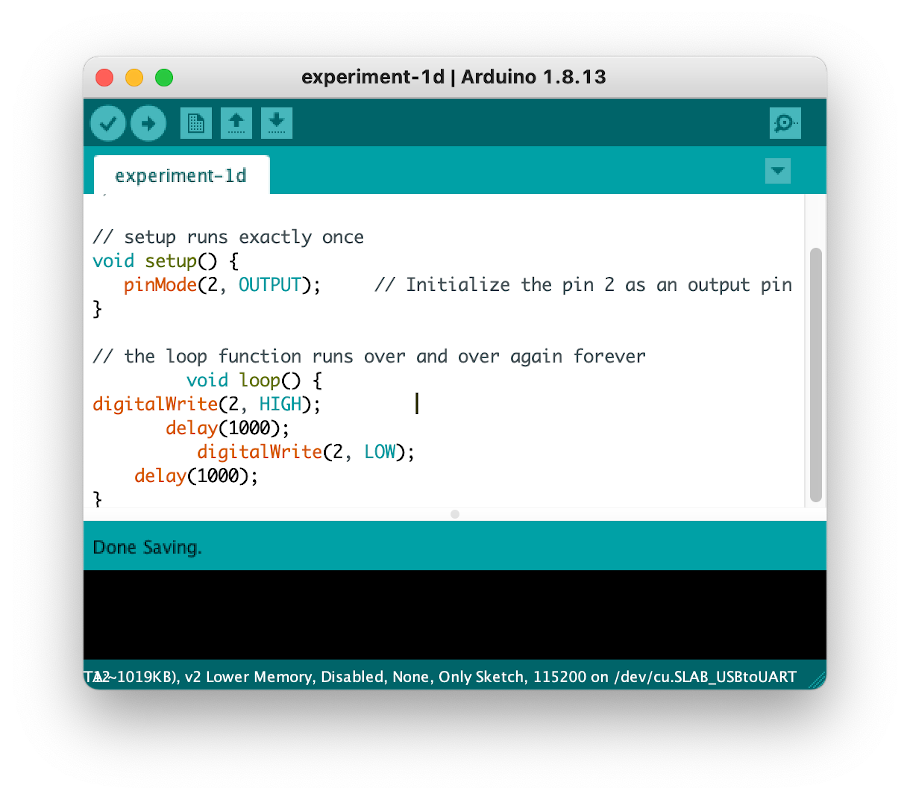 experiment-1d | Arduino 1.8.13
experiment-1d
// setup runs exactly once
void setup() {
   pinMode(2, OUTPUT);     // Initialize the pin 2 as an output pin
}
// the loop function runs over and over again forever
         void loop() {
digitalWrite(2, HIGH);
       delay(1000);
          digitalWrite(2, LOW);
    delay(1000);
}
Done Saving.
~1019KB), v2 Lower Memory, Disabled, None, Only Sketch, 115200 on /dev/cu.SLAB_USBtoUART